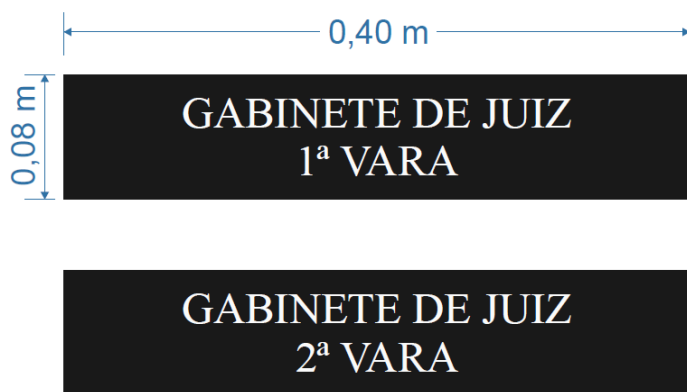 0,40 m
0,08 m
GABINETE DE JUIZ
1ª VARA
GABINETE DE JUIZ
2ª VARA